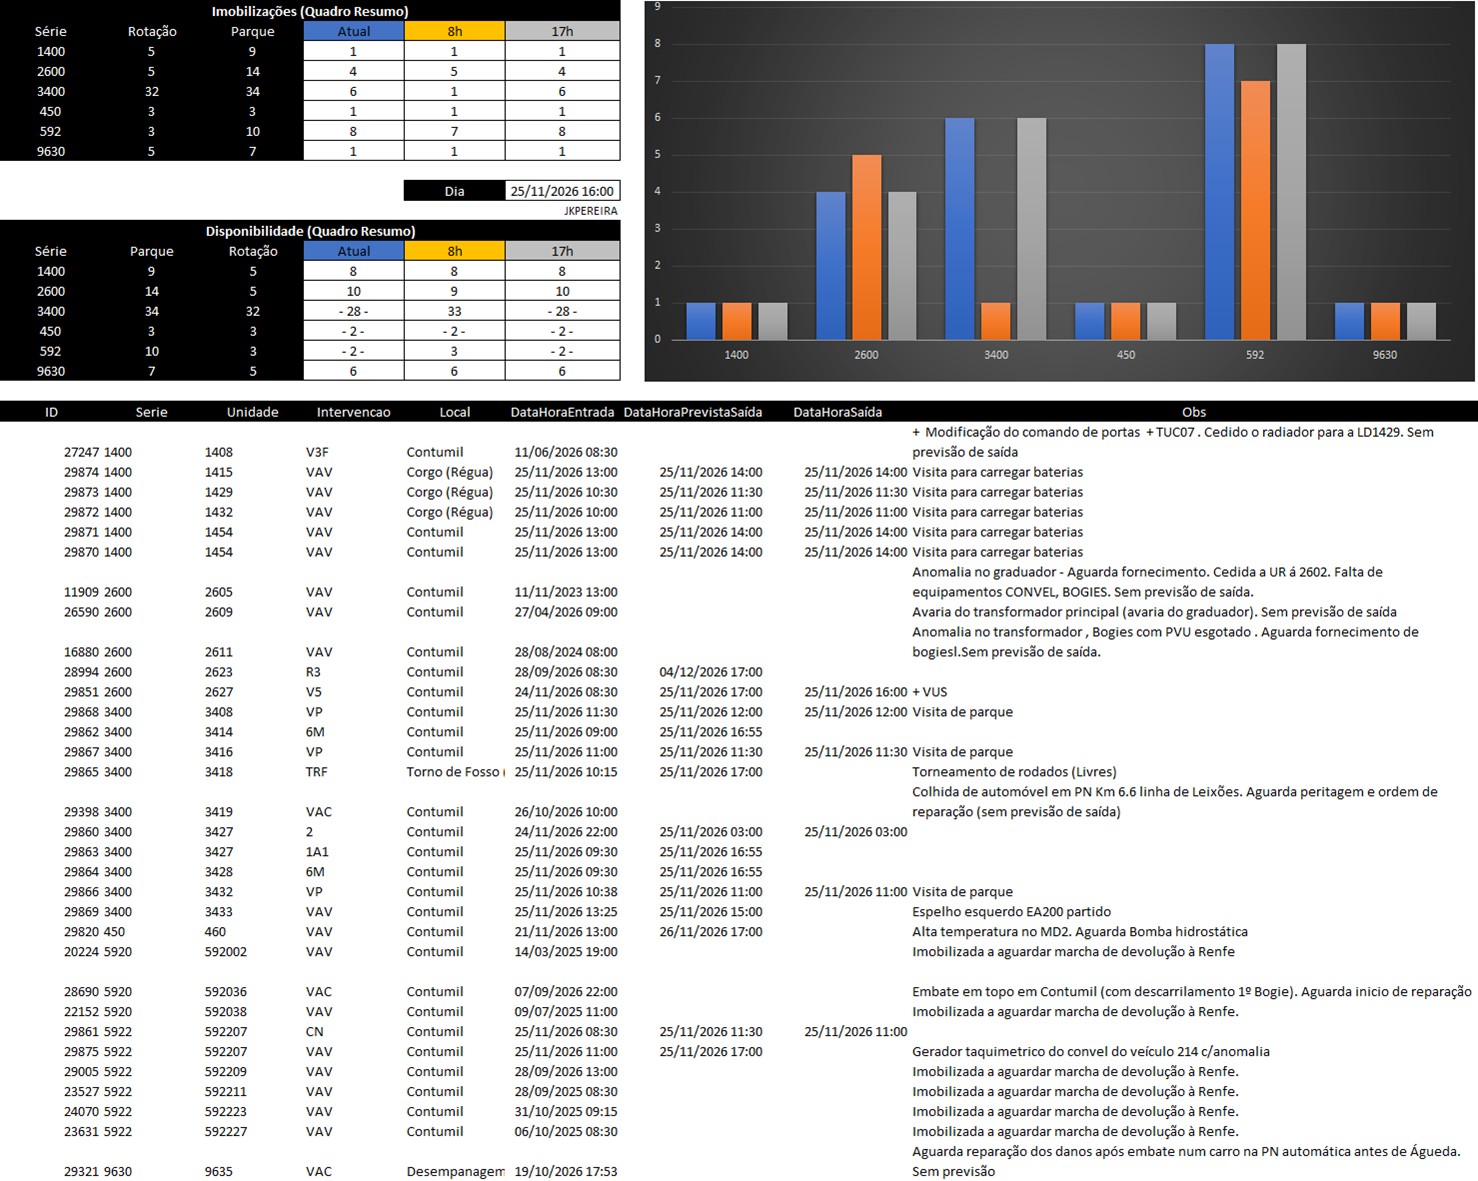 Imobilizações (Quadro Resumo)
Série Rotação Parque Atual 8h 17h
1400 5 9 1 1 1
2600 5 14 4 5 4
3400 32 34 6 1 6
450 3 3 1 1 1
592 3 10 8 7 8
9630 5 7 1 1 1
Dia 25/11/2026 16:00
JKPEREIRA
Disponibilidade (Quadro Resumo)
Série Parque Rotação Atual 8h 17h
1400 9 5 8 8 8
2600 14 5 10 9 10
3400 34 32 - 28 - 33 - 28 -
450 3 3 - 2 - - 2 - - 2 -
592 10 3 - 2 - 3 - 2 -
9630 7 5 6 6 6
9
8
7
6
5
4
3
2
1
0
1400 2600 3400 450 592 9630
ID Serie Unidade Intervencao Local DataHoraEntrada DataHoraPrevistaSaída DataHoraSaída Obs
+ Modificação do comando de portas + TUC07 . Cedido o radiador para a LD1429. Sem
27247 1400 1408 V3F Contumil 11/06/2026 08:30 previsão de saída
29874 1400 1415 VAV Corgo (Régua) 25/11/2026 13:00 25/11/2026 14:00 25/11/2026 14:00 Visita para carregar baterias
29873 1400 1429 VAV Corgo (Régua) 25/11/2026 10:30 25/11/2026 11:30 25/11/2026 11:30 Visita para carregar baterias
29872 1400 1432 VAV Corgo (Régua) 25/11/2026 10:00 25/11/2026 11:00 25/11/2026 11:00 Visita para carregar baterias
29871 1400 1454 VAV Contumil 25/11/2026 13:00 25/11/2026 14:00 25/11/2026 14:00 Visita para carregar baterias
29870 1400 1454 VAV Contumil 25/11/2026 13:00 25/11/2026 14:00 25/11/2026 14:00 Visita para carregar baterias
Anomalia no graduador - Aguarda fornecimento. Cedida a UR á 2602. Falta de
11909 2600 2605 VAV Contumil 11/11/2023 13:00 equipamentos CONVEL, BOGIES. Sem previsão de saída.
26590 2600 2609 VAV Contumil 27/04/2026 09:00 Avaria do transformador principal (avaria do graduador). Sem previsão de saída
Anomalia no transformador , Bogies com PVU esgotado . Aguarda fornecimento de
16880 2600 2611 VAV Contumil 28/08/2024 08:00 bogiesl.Sem previsão de saída.
28994 2600 2623 R3 Contumil 28/09/2026 08:30 04/12/2026 17:00
29851 2600 2627 V5 Contumil 24/11/2026 08:30 25/11/2026 17:00 25/11/2026 16:00 + VUS
29868 3400 3408 VP Contumil 25/11/2026 11:30 25/11/2026 12:00 25/11/2026 12:00 Visita de parque
29862 3400 3414 6M Contumil 25/11/2026 09:00 25/11/2026 16:55
29867 3400 3416 VP Contumil 25/11/2026 11:00 25/11/2026 11:30 25/11/2026 11:30 Visita de parque
29865 3400 3418 TRF Torno de Fosso ( 25/11/2026 10:15 25/11/2026 17:00 Torneamento de rodados (Livres)
Colhida de automóvel em PN Km 6.6 linha de Leixões. Aguarda peritagem e ordem de
29398 3400 3419 VAC Contumil 26/10/2026 10:00 reparação (sem previsão de saída)
29860 3400 3427 2 Contumil 24/11/2026 22:00 25/11/2026 03:00 25/11/2026 03:00
29863 3400 3427 1A1 Contumil 25/11/2026 09:30 25/11/2026 16:55
29864 3400 3428 6M Contumil 25/11/2026 09:30 25/11/2026 16:55
29866 3400 3432 VP Contumil 25/11/2026 10:38 25/11/2026 11:00 25/11/2026 11:00 Visita de parque
29869 3400 3433 VAV Contumil 25/11/2026 13:25 25/11/2026 15:00 Espelho esquerdo EA200 partido
29820 450 460 VAV Contumil 21/11/2026 13:00 26/11/2026 17:00 Alta temperatura no MD2. Aguarda Bomba hidrostática
20224 5920 592002 VAV Contumil 14/03/2025 19:00 Imobilizada a aguardar marcha de devolução à Renfe
28690 5920 592036 VAC Contumil 07/09/2026 22:00 Embate em topo em Contumil (com descarrilamento 1º Bogie). Aguarda inicio de reparação
22152 5920 592038 VAV Contumil 09/07/2025 11:00 Imobilizada a aguardar marcha de devolução à Renfe.
29861 5922 592207 CN Contumil 25/11/2026 08:30 25/11/2026 11:30 25/11/2026 11:00
29875 5922 592207 VAV Contumil 25/11/2026 11:00 25/11/2026 17:00 Gerador taquimetrico do convel do veículo 214 c/anomalia
29005 5922 592209 VAV Contumil 28/09/2026 13:00 Imobilizada a aguardar marcha de devolução à Renfe.
23527 5922 592211 VAV Contumil 28/09/2025 08:30 Imobilizada a aguardar marcha de devolução à Renfe.
24070 5922 592223 VAV Contumil 31/10/2025 09:15 Imobilizada a aguardar marcha de devolução à Renfe.
23631 5922 592227 VAV Contumil 06/10/2025 08:30 Imobilizada a aguardar marcha de devolução à Renfe.
Aguarda reparação dos danos após embate num carro na PN automática antes de Águeda.
29321 9630 9635 VAC Desempanagem 19/10/2026 17:53 Sem previsão